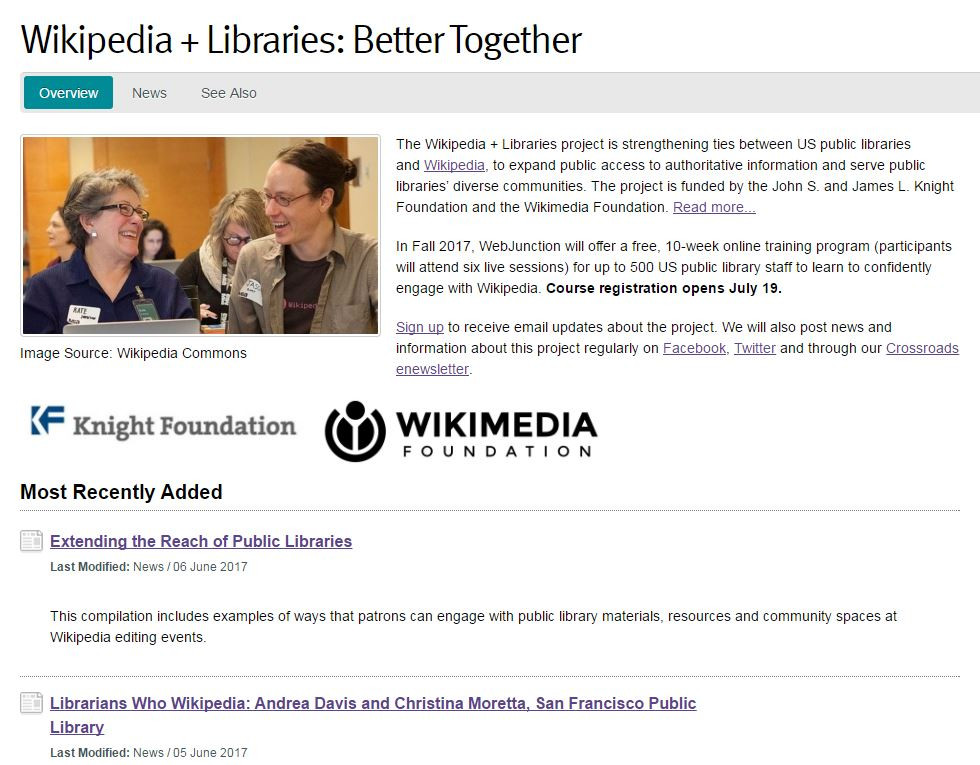 Wikipedia + Libraries: Better Together
Overview
News
See Also
The Wikipedia + Libraries project is strengthening ties between US public libraries
and Wikipedia, to expand public access to authoritative information and serve public
libraries’ diverse communities. The project is funded by the John S. and James L. Knight
Foundation and the Wikimedia Foundation. Read more...
In Fall 2017, WebJunction will offer a free, 10-week online training program (participants
will attend six live sessions) for up to 500 US public library staff to learn to confidently
engage with Wikipedia. Course registration opens July 19.
Sign up to receive email updates about the project. We will also post news and
information about this project regularly on Facebook, Twitter and through our Crossroads
enewsletter.
KATE
Image Source: Wikipedia Commons
KF Knight Foundation
WIKIMEDIA
FOUNDATION
Most Recently Added
Extending the Reach of Public Libraries
Last Modified: News / 06 June 2017
This compilation includes examples of ways that patrons can engage with public library materials, resources and community spaces at
Wikipedia editing events.
Librarians Who Wikipedia: Andrea Davis and Christina Moretta, San Francisco Public
Library
Last Modified: News / 05 June 2017